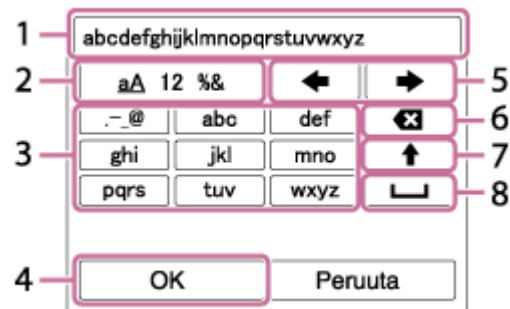 1 abcdefghijklmnopqrstuvwxyz
2 aA 12 %& 5
.-_@ abc def 6
3 ghi jkl mno 7
pqrs tuv wxyz 8
4 OK Peruuta